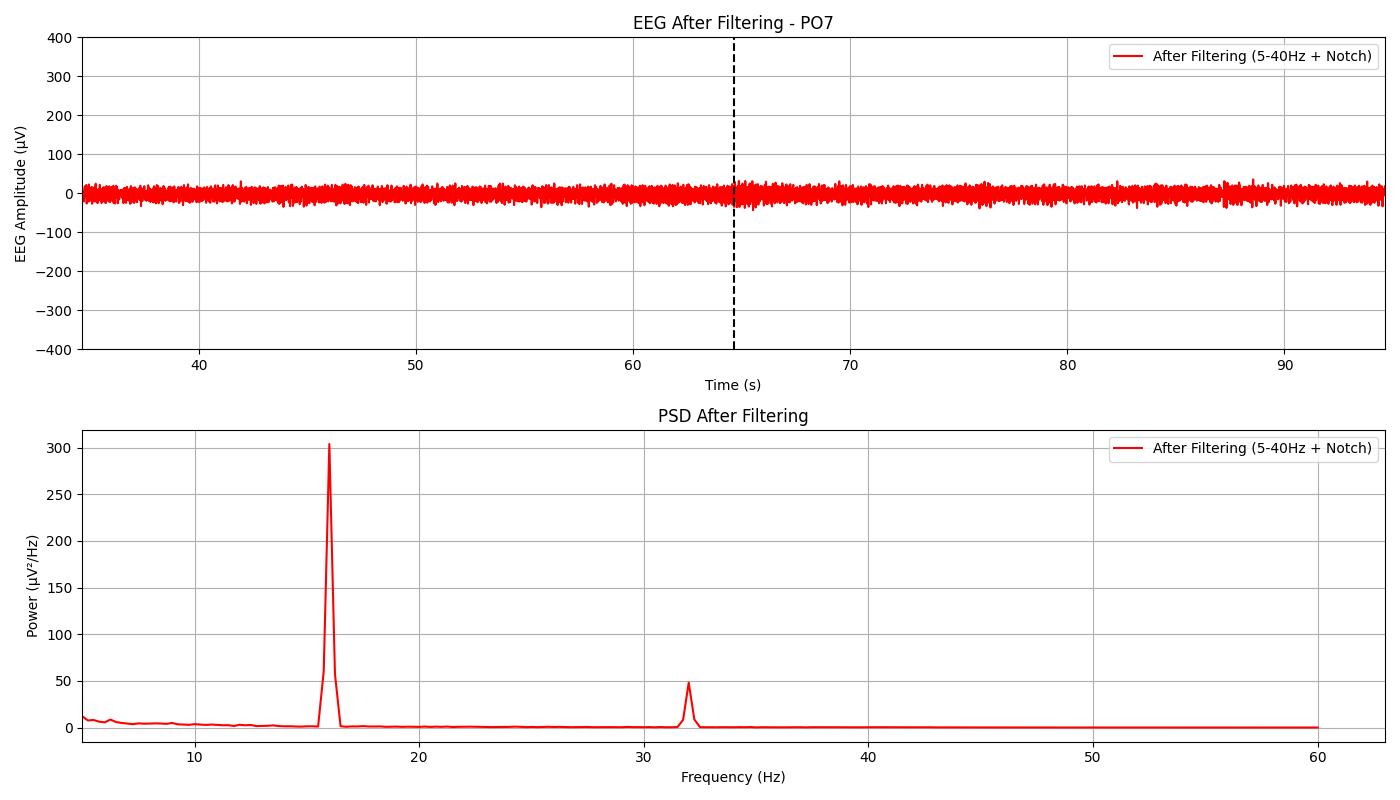 EEG After Filtering - PO7
After Filtering (5-40Hz + Notch)
EEG Amplitude (µV)
400
300
200
100
0
−100
−200
−300
−400
40 50 60 70 80 90
Time (s)
PSD After Filtering
After Filtering (5-40Hz + Notch)
Power (µV²/Hz)
300
250
200
150
100
50
0
10 20 30 40 50 60
Frequency (Hz)